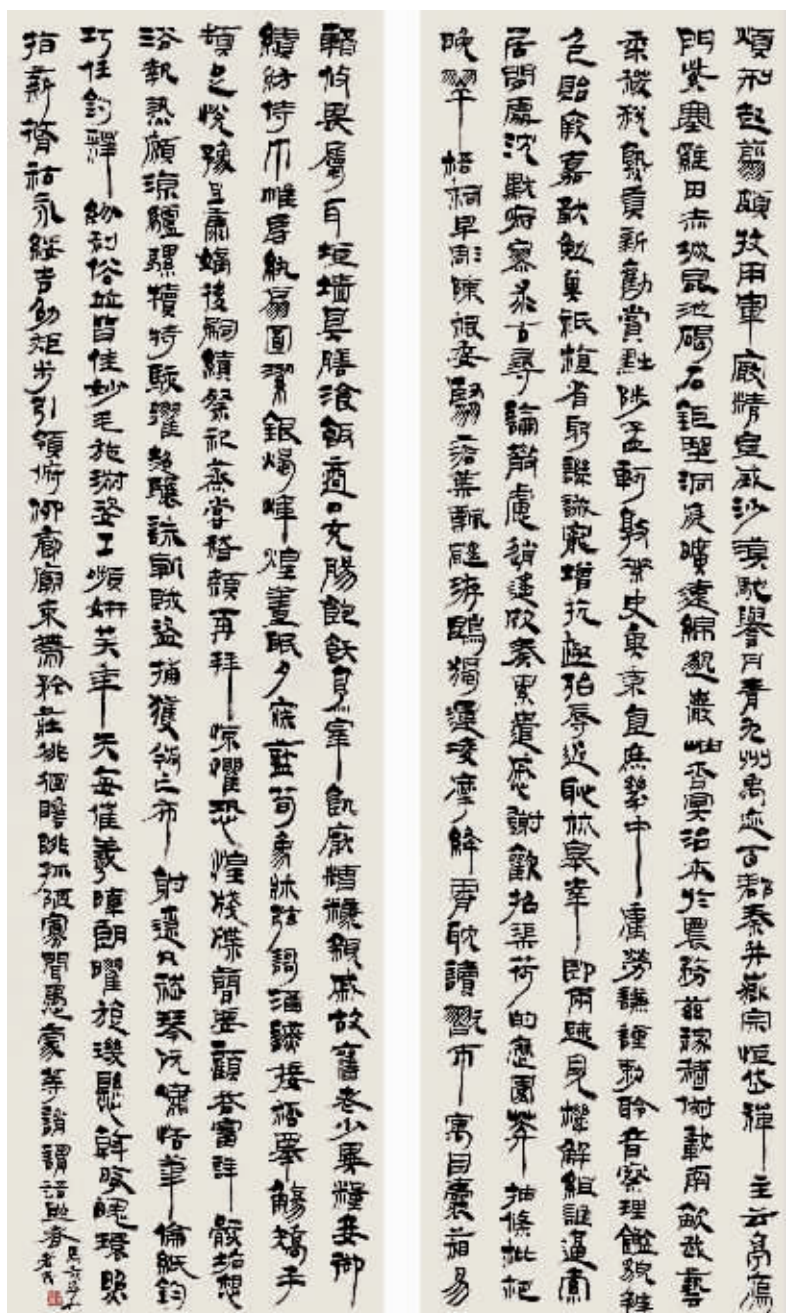 煩刑起翦頗牧用軍最精宣威沙漠馳譽丹青九州禹跡百郡秦并嶽宗恒岱禪主云亭雁
門紫塞雞田赤城昆池碣石鉅野洞庭曠遠綿邈巖岫杳冥治本於農務茲稼穡俶載南畝我藝
黍稷稅熟貢新勸賞黜陟孟軻敦素史魚秉直庶幾中庸勞謙謹勅聆音察理鑑貌辨
色貽厥嘉猷勉其祗植省躬譏誡寵增抗極殆辱近恥林皋幸即兩疏見機解組誰逼索
居閒處沈默寂寥求古尋論散慮逍遙欣奏累遣慼謝歡招渠荷的歷園莽抽條枇杷
晚翠梧桐早彫陳根委翳落葉飄颻游鵾獨運凌摩絳霄耽讀翫市寓目囊箱易
輶攸畏屬耳垣墻具膳飡飯適口充腸飽飫烹宰飢厭糟糠親戚故舊老少異糧妾御
績紡侍巾帷房紈扇圓潔銀燭煒煌晝眠夕寐藍筍象牀弦歌酒讌接杯舉觴矯手
頓足悅豫且康嫡後嗣續祭祀蒸嘗稽顙再拜悚懼恐惶牋牒簡要顧答審詳骸垢想
浴執熱願涼驢騾犢特駭躍超驤誅斬賊盜捕獲叛亡布射遼丸嵇琴阮嘯恬筆倫紙鈞
巧任釣釋紛利俗並皆佳妙毛施淑姿工顰妍笑年矢每催羲暉朗曜旋璣懸斡晦魄環照
指薪修祜永綏吉劭矩步引領俯仰廊廟束帶矜莊徘徊瞻眺孤陋寡聞愚蒙等誚謂語助者